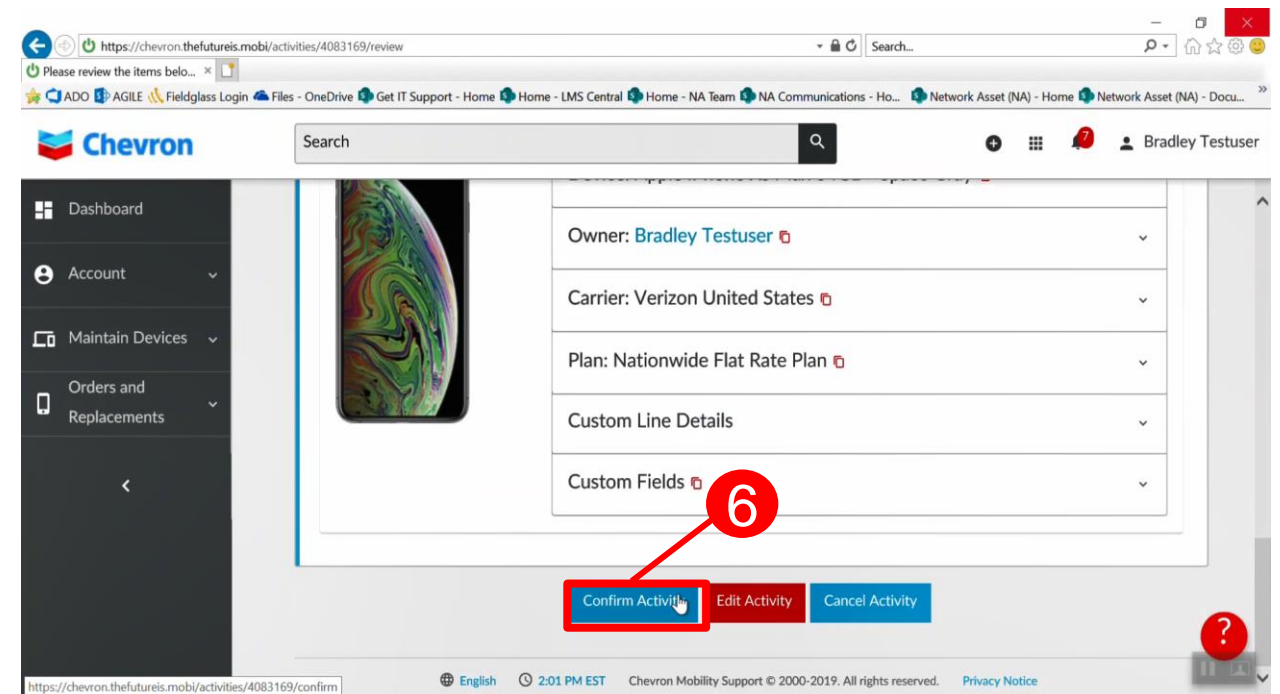 https://chevron.thefutureis.mobi/activities/4083169/review
Search...
Please review the items belo...
ADO AGILE Fieldglass Login Files - OneDrive Get IT Support - Home Home - LMS Central Home - NA Team NA Communications - Ho... Network Asset (NA) - Home Network Asset (NA) - Docu... »
Chevron
Search
7
Bradley Testuser
Dashboard
Account
Maintain Devices
Orders and
Replacements
Owner: Bradley Testuser
Carrier: Verizon United States
Plan: Nationwide Flat Rate Plan
Custom Line Details
Custom Fields
6
Confirm Activity
Edit Activity
Cancel Activity
?
English 2:01 PM EST Chevron Mobility Support © 2000-2019. All rights reserved. Privacy Notice
https://chevron.thefutureis.mobi/activities/4083169/confirm